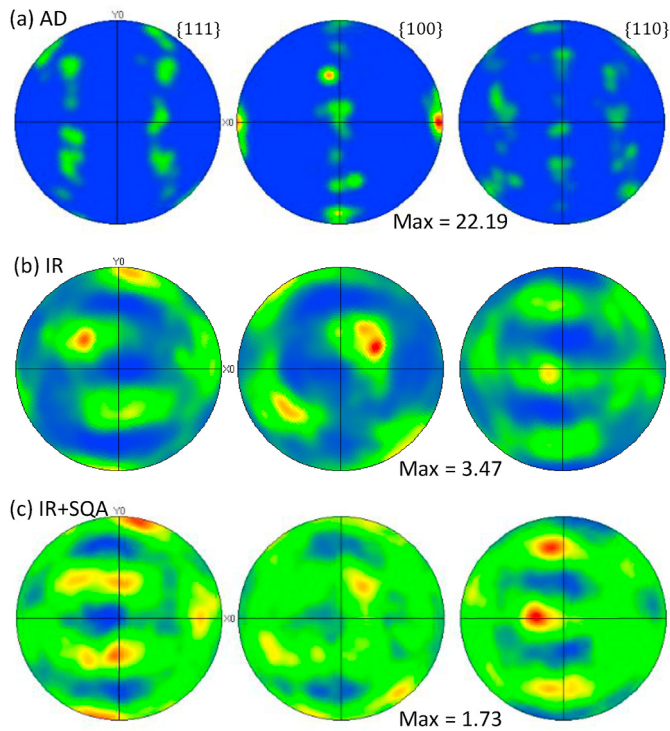 (a) AD
Y0
{111}
{100}
{110}
X0
Max = 22.19
(b) IR
Y0
X0
Max = 3.47
(c) IR+SQA
Y0
X0
Max = 1.73